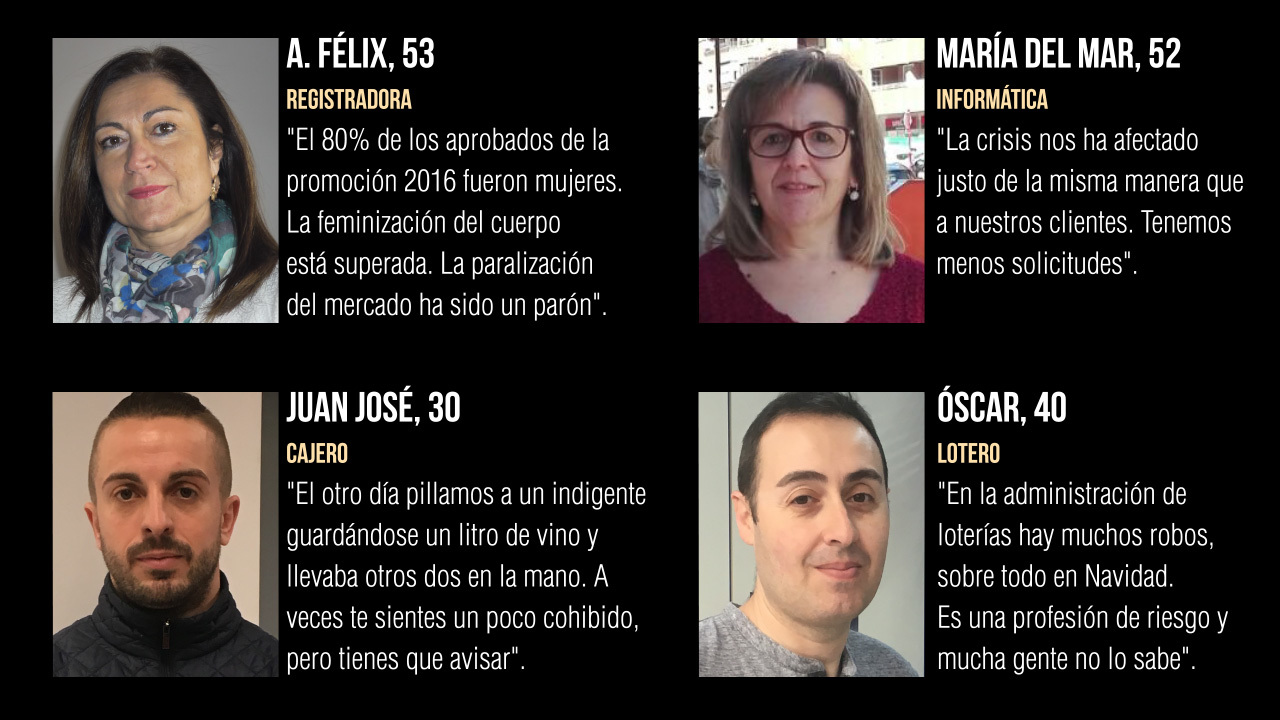 A. FÉLIX, 53
REGISTRADORA
"El 80% de los aprobados de la
promoción 2016 fueron mujeres.
La feminización del cuerpo
está superada. La paralización
del mercado ha sido un parón".
MARÍA DEL MAR, 52
INFORMÁTICA
"La crisis nos ha afectado
justo de la misma manera que
a nuestros clientes. Tenemos
menos solicitudes".
JUAN JOSÉ, 30
CAJERO
"El otro día pillamos a un indigente
guardándose un litro de vino y
llevaba otros dos en la mano. A
veces te sientes un poco cohibido,
pero tienes que avisar".
ÓSCAR, 40
LOTERO
"En la administración de
loterías hay muchos robos,
sobre todo en Navidad.
Es una profesión de riesgo y
mucha gente no lo sabe".